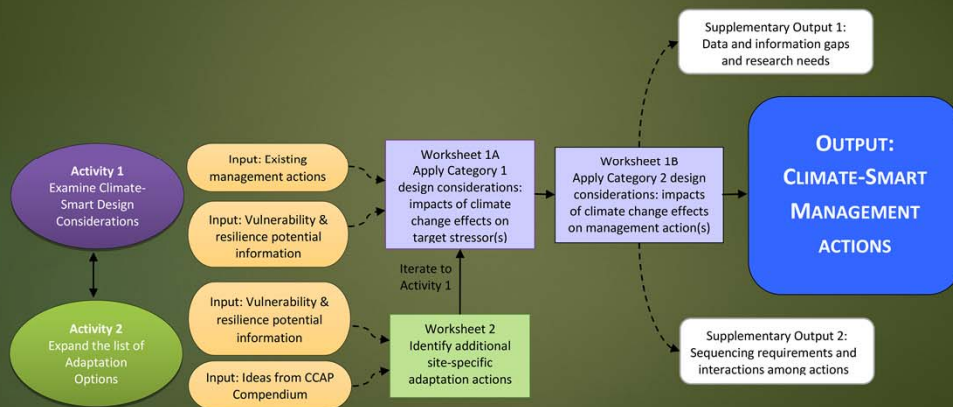 Activity 1
Examine Climate-
Smart Design
Considerations
Activity 2
Expand the list of
Adaptation
Options
Input: Existing
management actions
Input: Vulnerability &
resilience potential
information
Input: Vulnerability &
resilience potential
information
Input: Ideas from CCAP
Compendium
Worksheet 1A
Apply Category 1
design considerations:
impacts of climate
change effects on
target stressor(s)
Iterate to
Activity 1
Worksheet 2
Identify additional
site-specific
adaptation actions
Worksheet 1B
Apply Category 2 design
considerations: impacts
of climate change effects
on management action(s)
Supplementary Output 1:
Data and information gaps
and research needs
OUTPUT:
CLIMATE-SMART
MANAGEMENT
ACTIONS
Supplementary Output 2:
Sequencing requirements and
interactions among actions